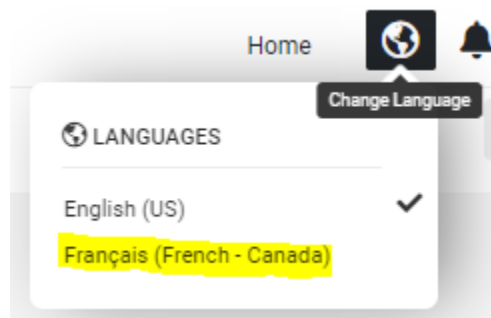 Home
Change Language
LANGUAGES
English (US)
Français (French - Canada)